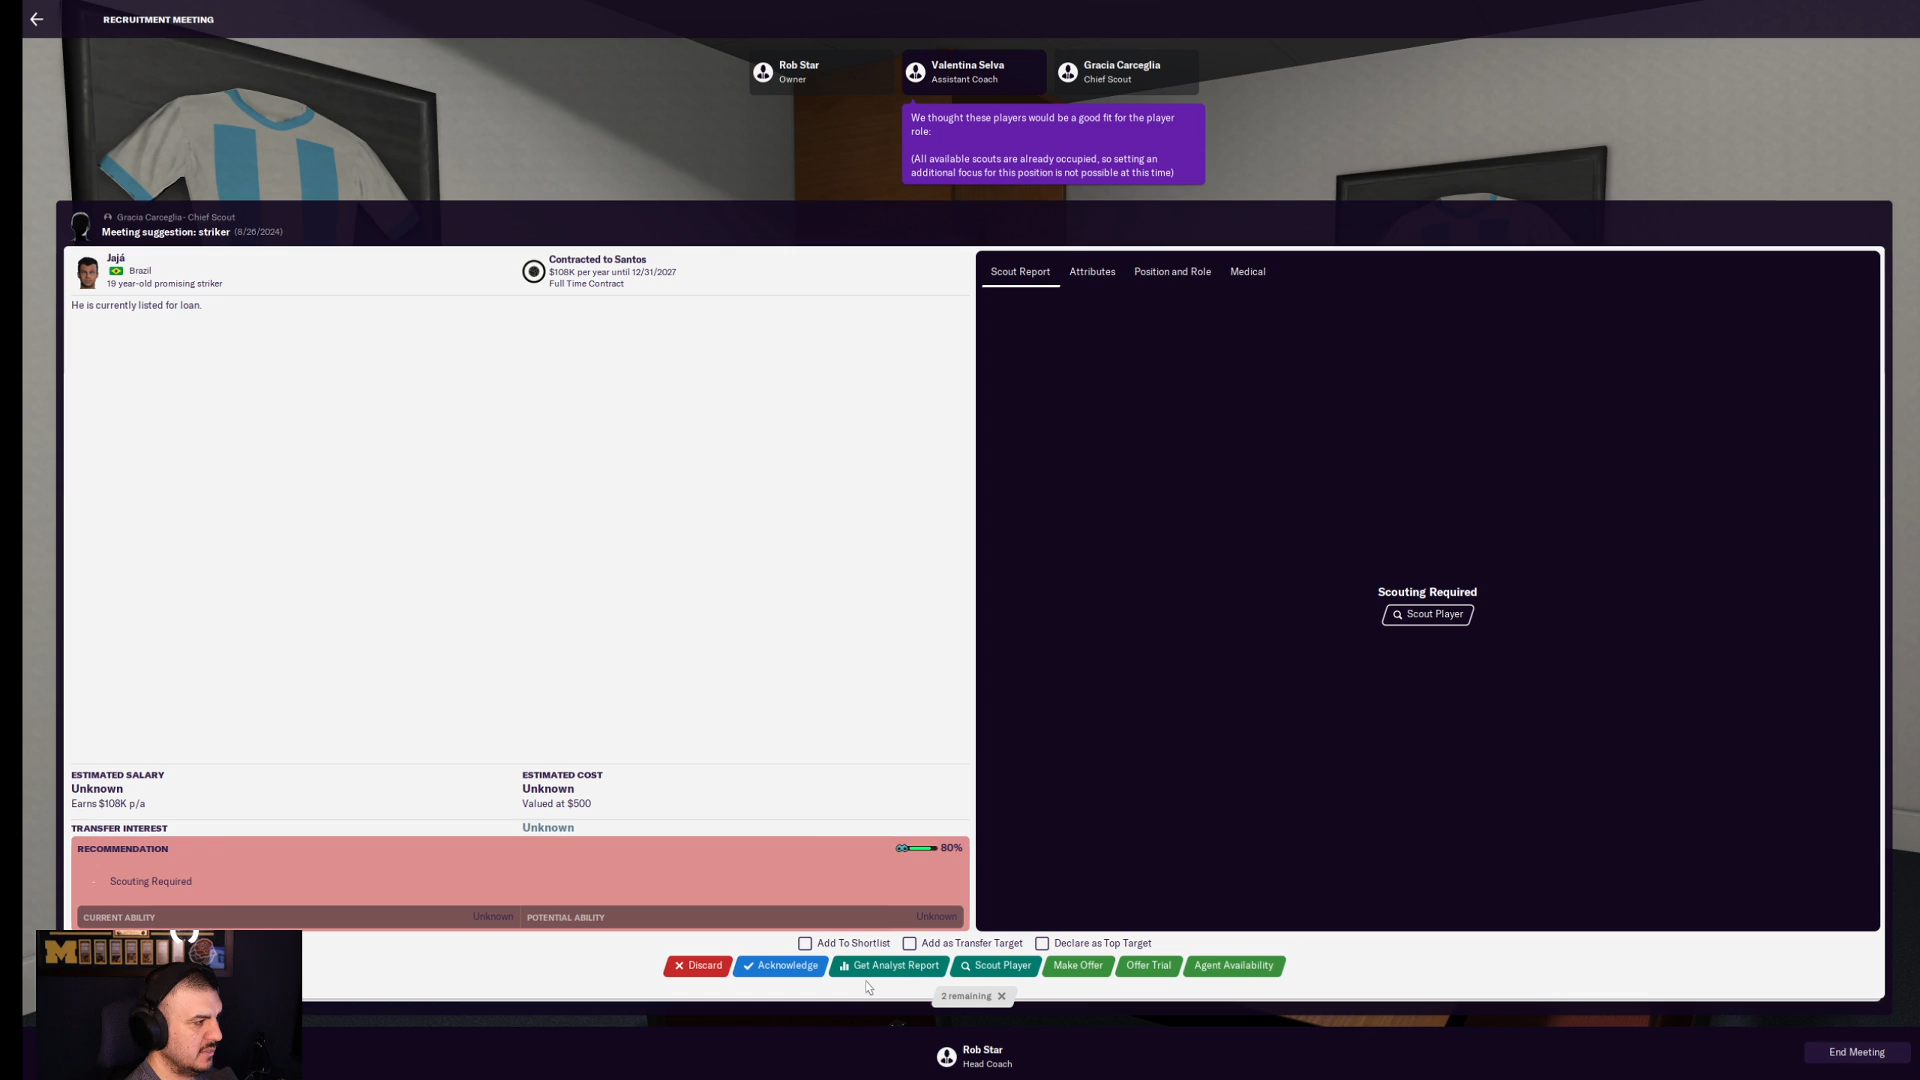 RECRUITMENT MEETING
Rob Star
Owner
Valentina Selva
Assistant Coach
Gracia Carceglia
Chief Scout
We thought these players would be a good fit for the player
role:
(All available scouts are already occupied, so setting an
additional focus for this position is not possible at this time)
Gracia Carceglia- Chief Scout
Meeting suggestion: striker (8/26/2024)
Jajá
Brazil
19 year-old promising striker
Contracted to Santos
$108K per year until 12/31/2027
Full Time Contract
He is currently listed for loan.
Scout Report
Attributes
Position and Role
Medical
Scouting Required
Scout Player
ESTIMATED SALARY
Unknown
Earns $108K p/a
ESTIMATED COST
Unknown
Valued at $500
TRANSFER INTEREST
Unknown
RECOMMENDATION
80%
- Scouting Required
CURRENT ABILITY
Unknown
POTENTIAL ABILITY
Unknown
Add To Shortlist
Add as Transfer Target
Declare as Top Target
Discard
Acknowledge
Get Analyst Report
Scout Player
Make Offer
Offer Trial
Agent Availability
2 remaining
M
Rob Star
Head Coach
End Meeting